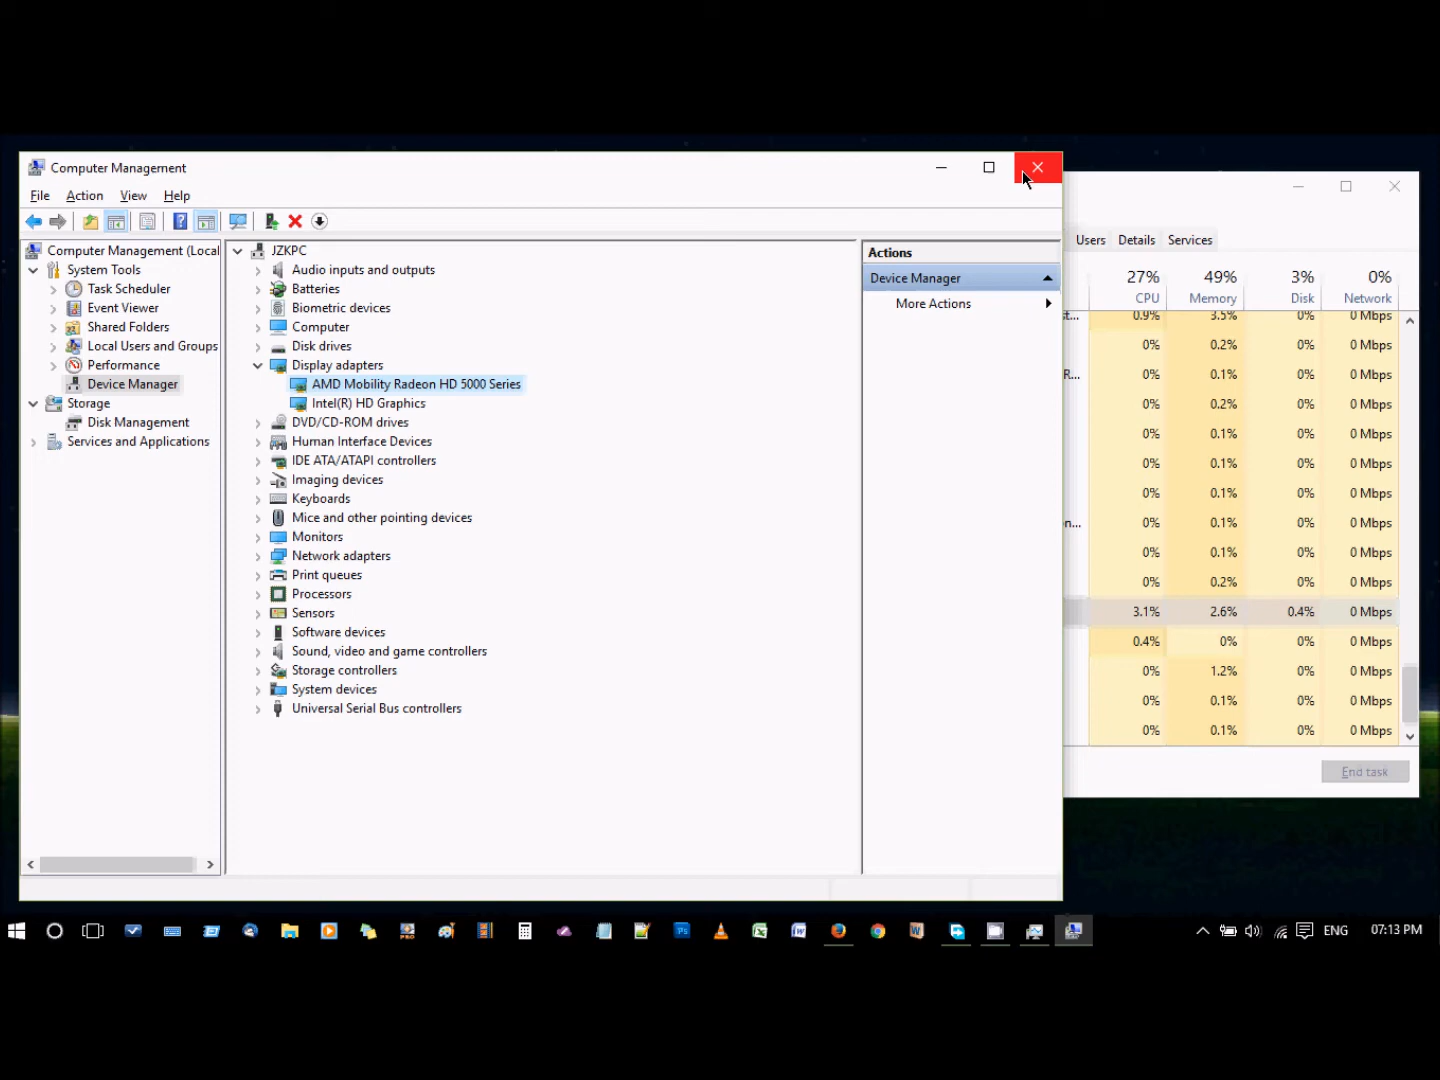 Computer Management
File Action View Help
Computer Management (Local
System Tools
Task Scheduler
Event Viewer
Shared Folders
Local Users and Groups
Performance
Device Manager
Storage
Disk Management
Services and Applications
JZKPC
Audio inputs and outputs
Batteries
Biometric devices
Computer
Disk drives
Display adapters
AMD Mobility Radeon HD 5000 Series
Intel(R) HD Graphics
DVD/CD-ROM drives
Human Interface Devices
IDE ATA/ATAPI controllers
Imaging devices
Keyboards
Mice and other pointing devices
Monitors
Network adapters
Print queues
Processors
Sensors
Software devices
Sound, video and game controllers
Storage controllers
System devices
Universal Serial Bus controllers
Actions
Device Manager
More Actions
Users Details Services
27% 49% 3% 0%
CPU Memory Disk Network
st... 0.9% 3.5% 0% 0 Mbps
0% 0.2% 0% 0 Mbps
R... 0% 0.1% 0% 0 Mbps
0% 0.2% 0% 0 Mbps
0% 0.1% 0% 0 Mbps
0% 0.1% 0% 0 Mbps
0% 0.1% 0% 0 Mbps
on... 0% 0.1% 0% 0 Mbps
0% 0.1% 0% 0 Mbps
0% 0.2% 0% 0 Mbps
3.1% 2.6% 0.4% 0 Mbps
0.4% 0% 0% 0 Mbps
0% 1.2% 0% 0 Mbps
0% 0.1% 0% 0 Mbps
0% 0.1% 0% 0 Mbps
End task
ENG 07:13 PM